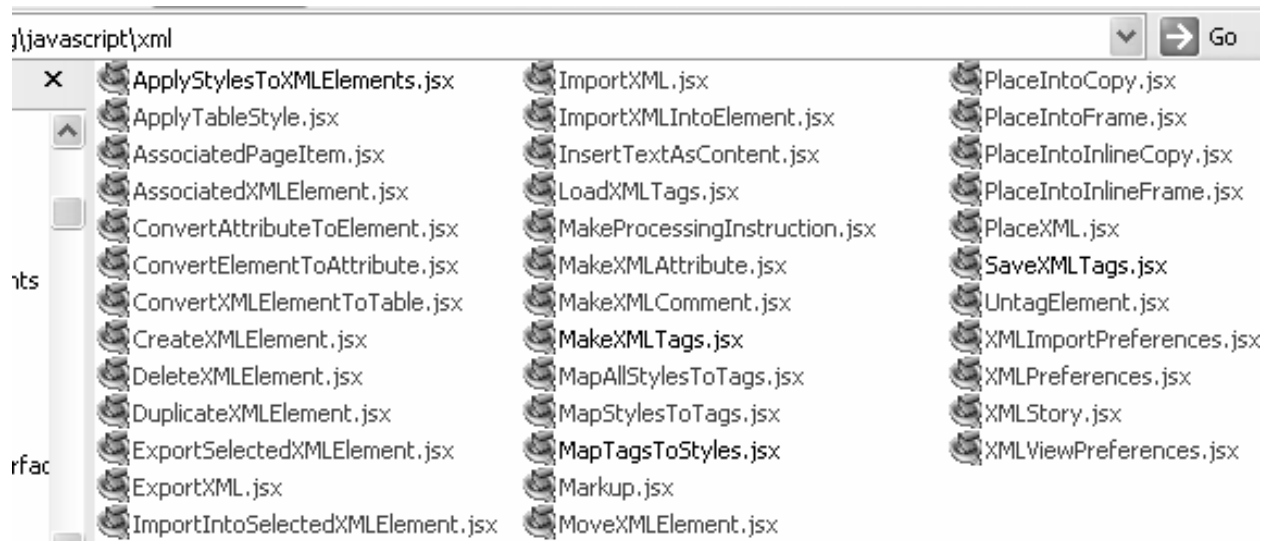 g\javascript\xml
Go
ApplyStylesToXMLElements.jsx
ApplyTableStyle.jsx
AssociatedPageItem.jsx
AssociatedXMLElement.jsx
ConvertAttributeToElement.jsx
ConvertElementToAttribute.jsx
ConvertXMLElementToTable.jsx
CreateXMLElement.jsx
DeleteXMLElement.jsx
DuplicateXMLElement.jsx
ExportSelectedXMLElement.jsx
ExportXML.jsx
ImportIntoSelectedXMLElement.jsx
ImportXML.jsx
ImportXMLIntoElement.jsx
InsertTextAsContent.jsx
LoadXMLTags.jsx
MakeProcessingInstruction.jsx
MakeXMLAttribute.jsx
MakeXMLComment.jsx
MakeXMLTags.jsx
MapAllStylesToTags.jsx
MapStylesToTags.jsx
MapTagsToStyles.jsx
Markup.jsx
MoveXMLElement.jsx
PlaceIntoCopy.jsx
PlaceIntoFrame.jsx
PlaceIntoInlineCopy.jsx
PlaceIntoInlineFrame.jsx
PlaceXML.jsx
SaveXMLTags.jsx
UntagElement.jsx
XMLImportPreferences.jsx
XMLPreferences.jsx
XMLStory.jsx
XMLViewPreferences.jsx
nts
rfac